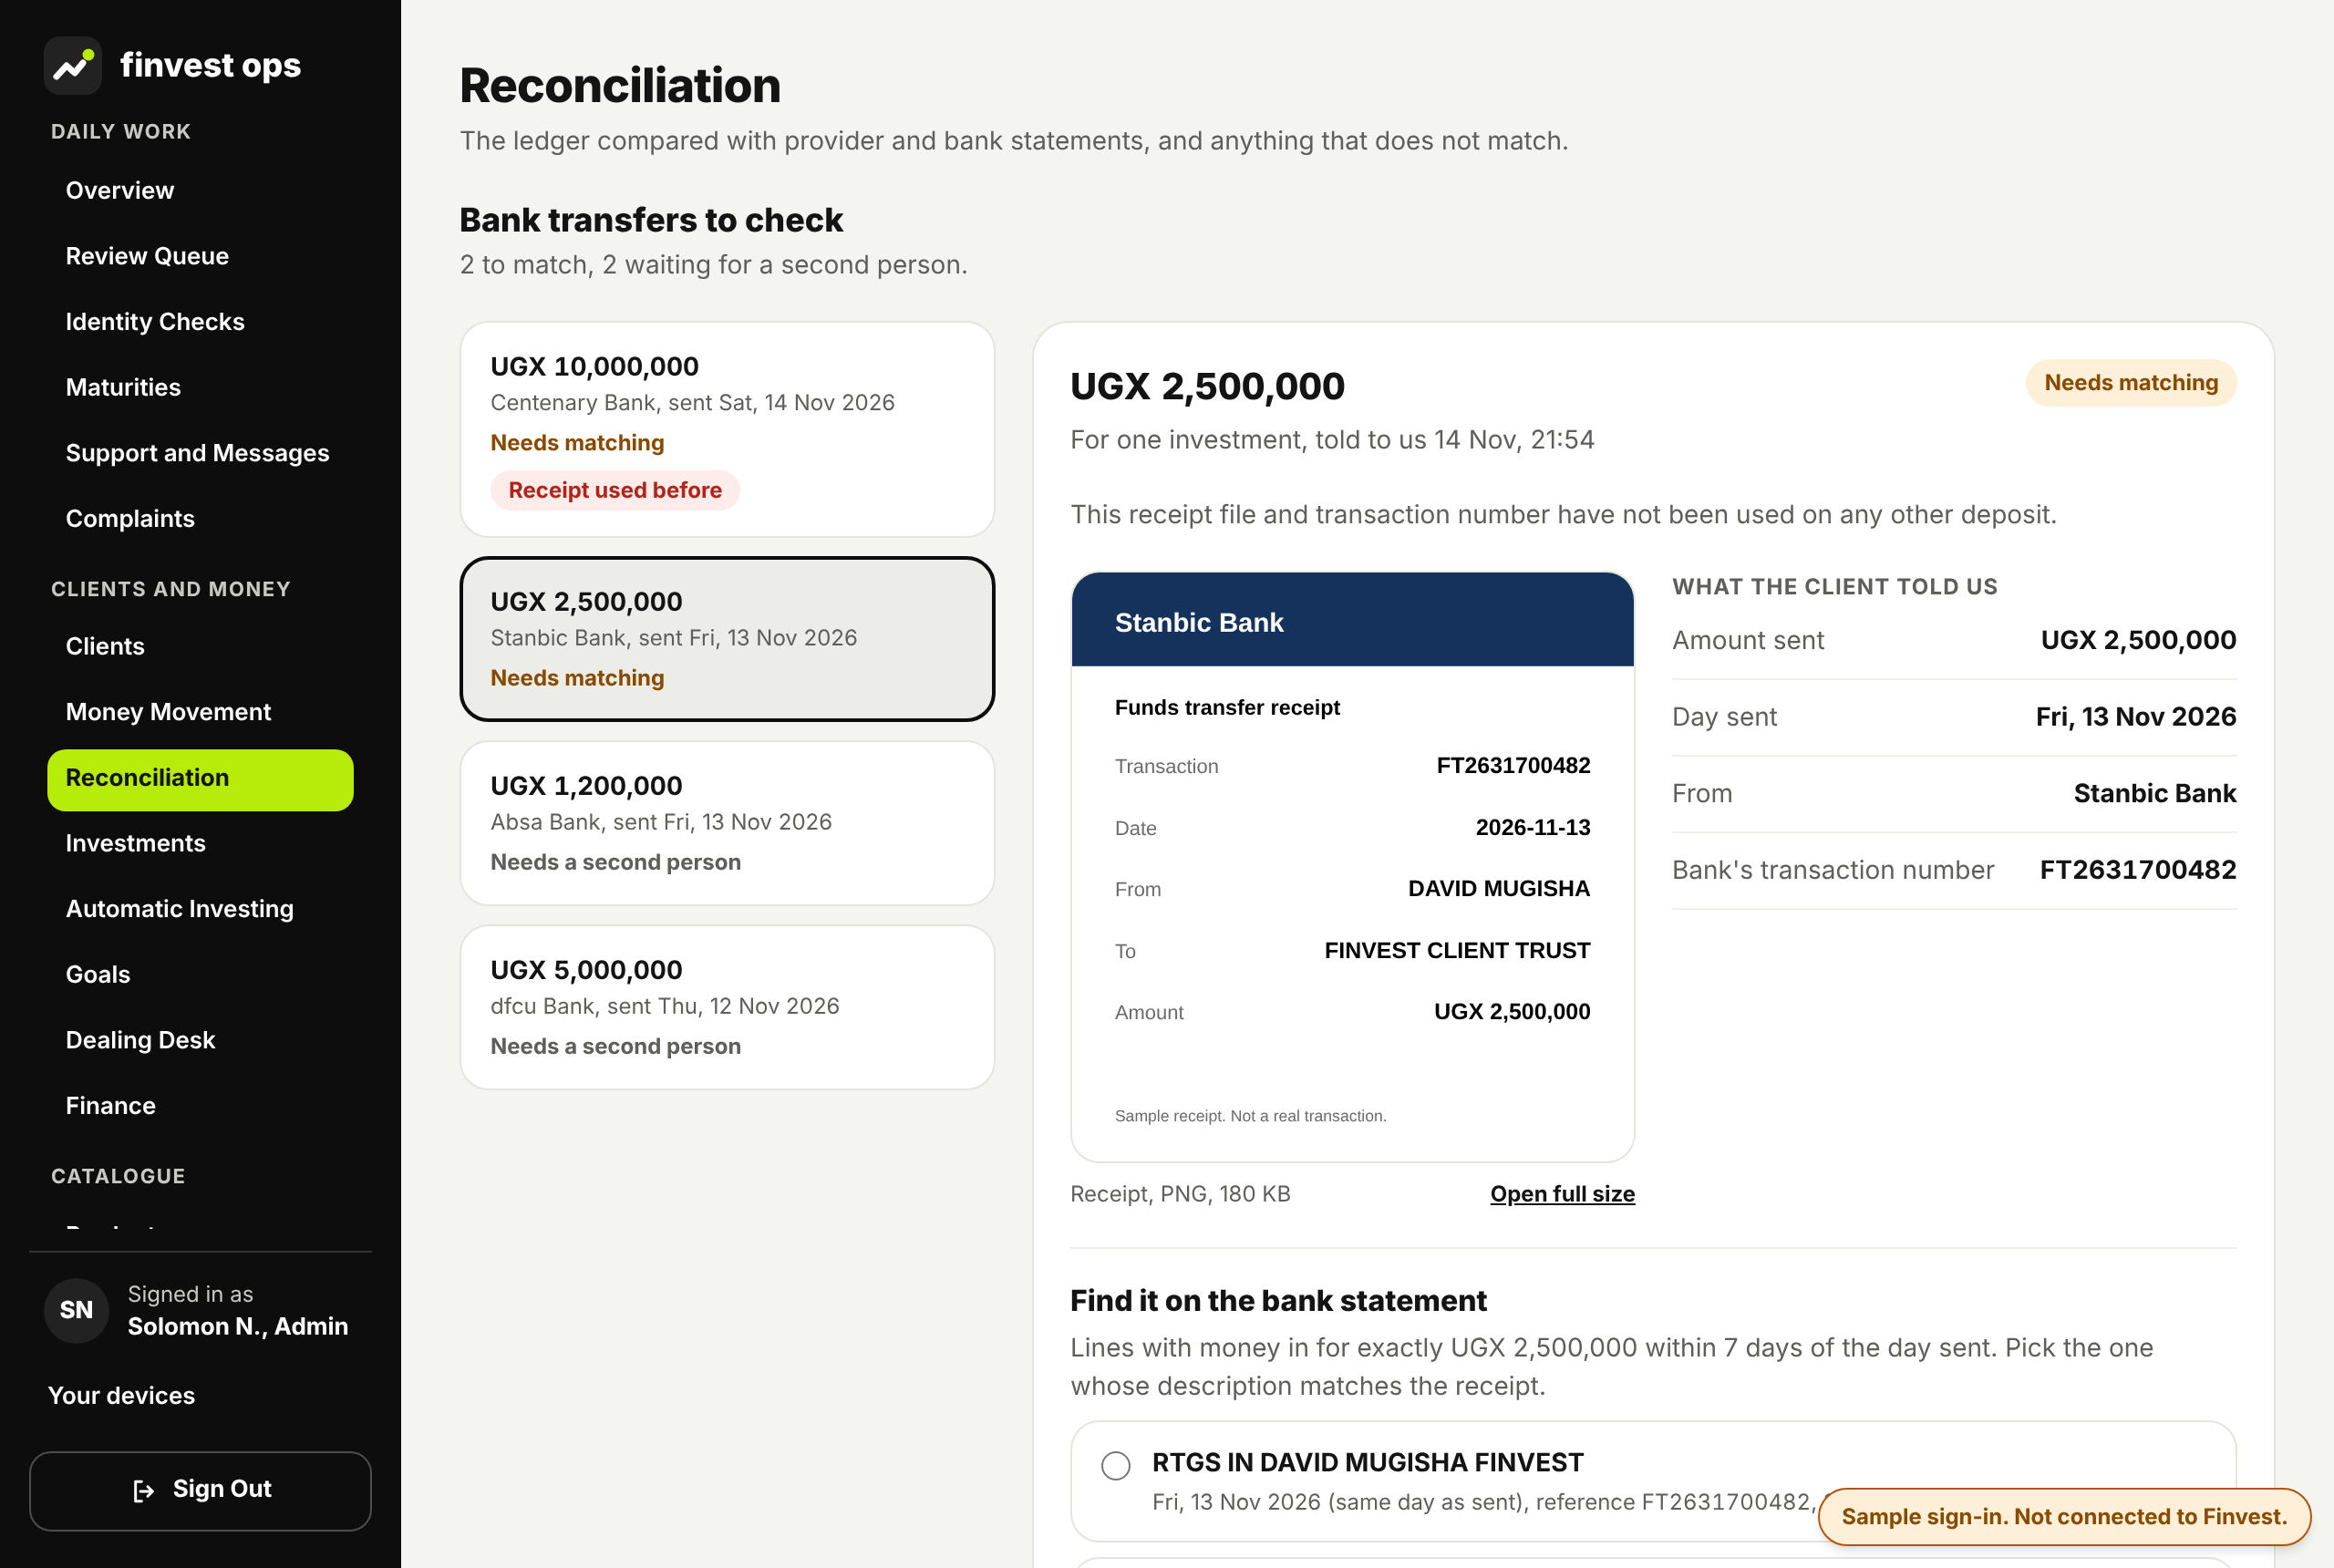 finvest ops
DAILY WORK
Overview
Review Queue
Identity Checks
Maturities
Support and Messages
Complaints
CLIENTS AND MONEY
Clients
Money Movement
Reconciliation
Investments
Automatic Investing
Goals
Dealing Desk
Finance
CATALOGUE
SN
Signed in as
Solomon N., Admin
Your devices
Sign Out
Reconciliation
The ledger compared with provider and bank statements, and anything that does not match.
Bank transfers to check
2 to match, 2 waiting for a second person.
UGX 10,000,000
Centenary Bank, sent Sat, 14 Nov 2026
Needs matching
Receipt used before
UGX 2,500,000
Stanbic Bank, sent Fri, 13 Nov 2026
Needs matching
UGX 1,200,000
Absa Bank, sent Fri, 13 Nov 2026
Needs a second person
UGX 5,000,000
dfcu Bank, sent Thu, 12 Nov 2026
Needs a second person
UGX 2,500,000
Needs matching
For one investment, told to us 14 Nov, 21:54
This receipt file and transaction number have not been used on any other deposit.
Stanbic Bank
Funds transfer receipt
Transaction FT2631700482
Date 2026-11-13
From DAVID MUGISHA
To FINVEST CLIENT TRUST
Amount UGX 2,500,000
Sample receipt. Not a real transaction.
Receipt, PNG, 180 KB
Open full size
WHAT THE CLIENT TOLD US
Amount sent UGX 2,500,000
Day sent Fri, 13 Nov 2026
From Stanbic Bank
Bank's transaction number FT2631700482
Find it on the bank statement
Lines with money in for exactly UGX 2,500,000 within 7 days of the day sent. Pick the one
whose description matches the receipt.
RTGS IN DAVID MUGISHA FINVEST
Fri, 13 Nov 2026 (same day as sent), reference FT2631700482,
Sample sign-in. Not connected to Finvest.